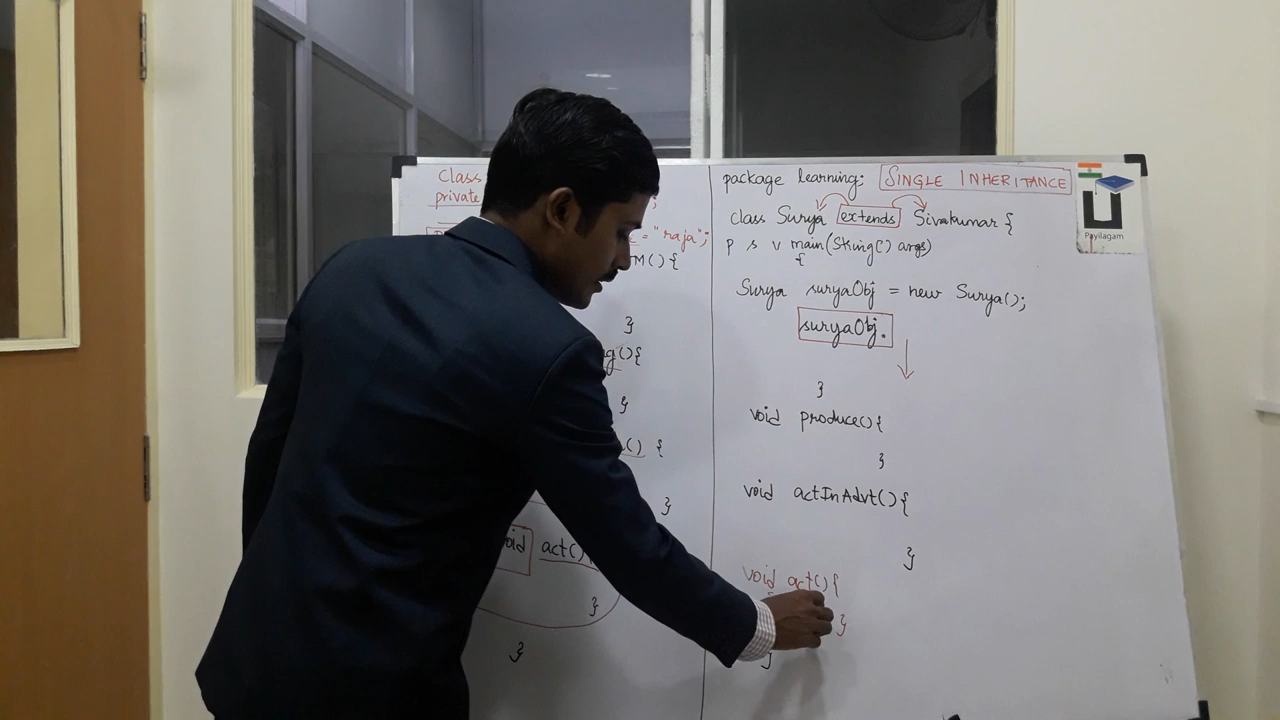 Class
private
= "raja";
M(){
}
g(){
}
() {
}
void act()
}
}
package learning; SINGLE INHERITANCE
class Surya extends Sivakumar {
p s v main(String[] args)
{
Surya suryaObj = new Surya();
suryaObj.
}
void produce(){
}
void actInAdvt(){
}
void act(){
}
}
Payilagam